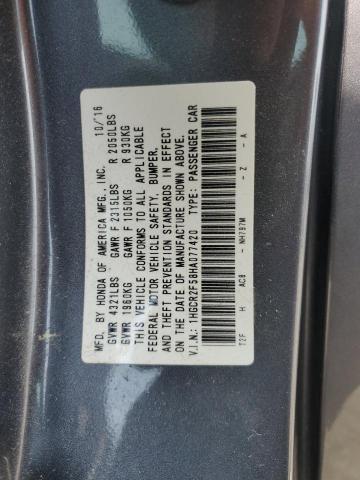 MFD. BY HONDA OF AMERICA MFG., INC. 10/'16
GVWR 4321LBS GAWR F 2315LBS R 2050LBS
GVWR 1960KG GAWR F 1050KG R 930KG
THIS VEHICLE CONFORMS TO ALL APPLICABLE
FEDERAL MOTOR VEHICLE SAFETY, BUMPER,
AND THEFT PREVENTION STANDARDS IN EFFECT
ON THE DATE OF MANUFACTURE SHOWN ABOVE.
V.I.N.: 1HGCR2F58HA077420 TYPE: PASSENGER CAR
T2F H AC8 - NH797M - Z - A